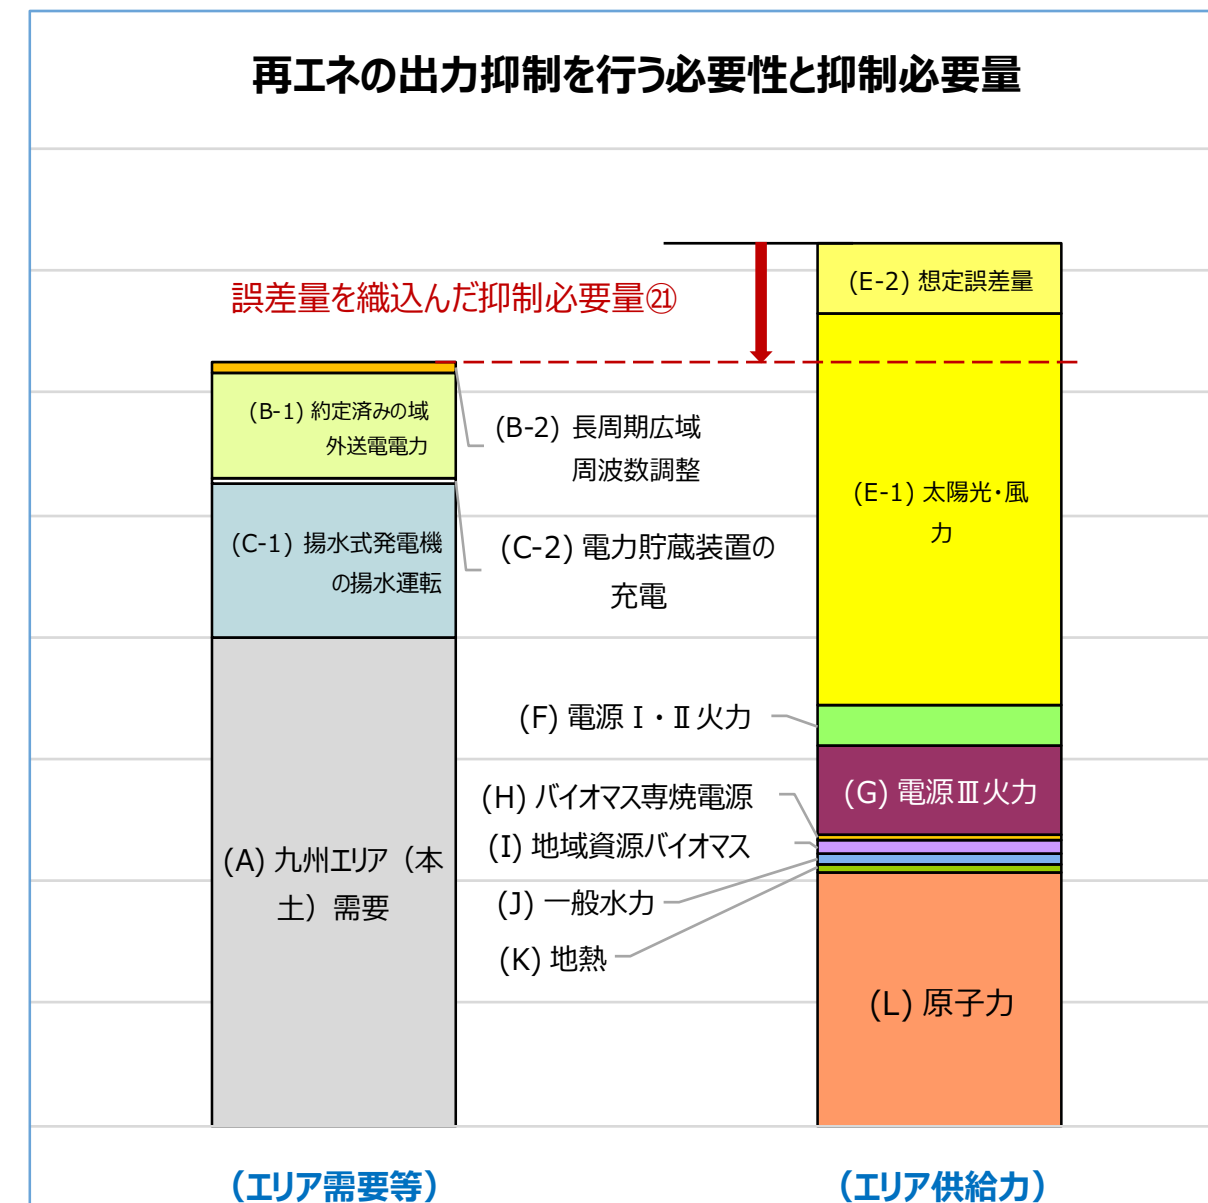 再エネの出力抑制を行う必要性と抑制必要量
誤差量を織込んだ抑制必要量㉑
(B-1) 約定済みの域
外送電電力
(B-2) 長周期広域
周波数調整
(C-1) 揚水式発電機
の揚水運転
(C-2) 電力貯蔵装置の
充電
(A) 九州エリア（本
土）需要
(E-2) 想定誤差量
(E-1) 太陽光・風
力
(F) 電源Ⅰ・Ⅱ火力
(G) 電源Ⅲ火力
(H) バイオマス専焼電源
(I) 地域資源バイオマス
(J) 一般水力
(K) 地熱
(L) 原子力
（エリア需要等）
（エリア供給力）